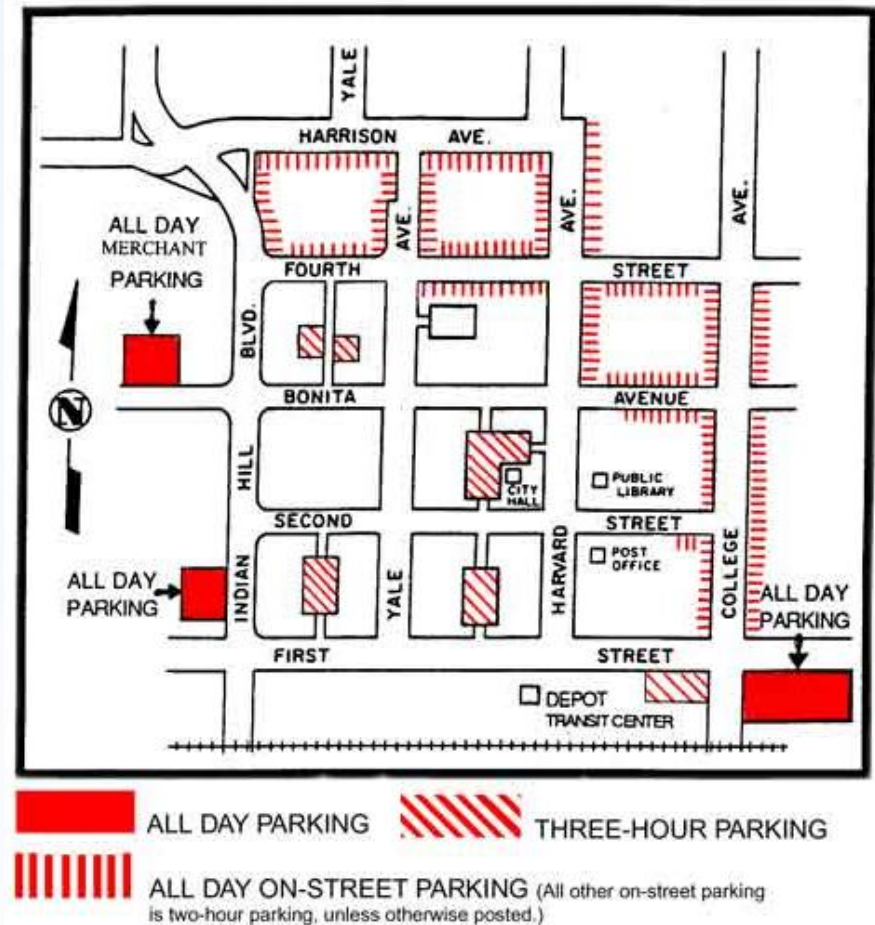 YALE
HARRISON AVE.
AVE.
AVE.
AVE.
ALL DAY
MERCHANT
PARKING
FOURTH STREET
BLVD.
N
BONITA AVENUE
HILL
CITY
HALL
PUBLIC
LIBRARY
SECOND STREET
POST
OFFICE
ALL DAY
PARKING
INDIAN
YALE
HARVARD
COLLEGE
ALL DAY
PARKING
FIRST STREET
DEPOT
TRANSIT CENTER
ALL DAY PARKING
THREE-HOUR PARKING
ALL DAY ON-STREET PARKING (All other on-street parking
is two-hour parking, unless otherwise posted.)